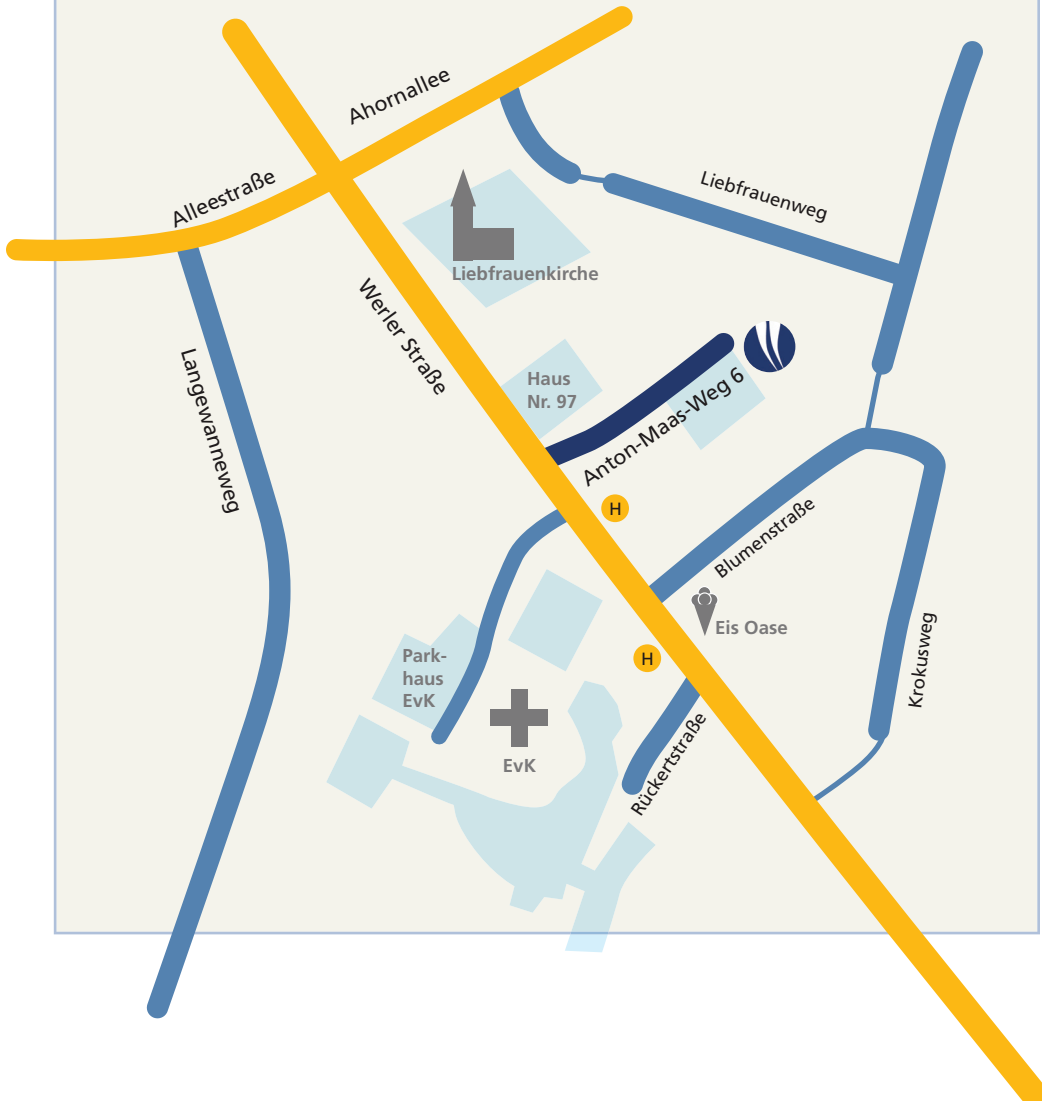 Ahornallee
Alleestraße
Liebfrauenweg
Liebfrauenkirche
Werler Straße
Langewanneweg
Haus
Nr. 97
Anton-Maas-Weg 6
H
Blumenstraße
Eis Oase
H
Park-
haus
EvK
Krokusweg
EvK
Rückertstraße